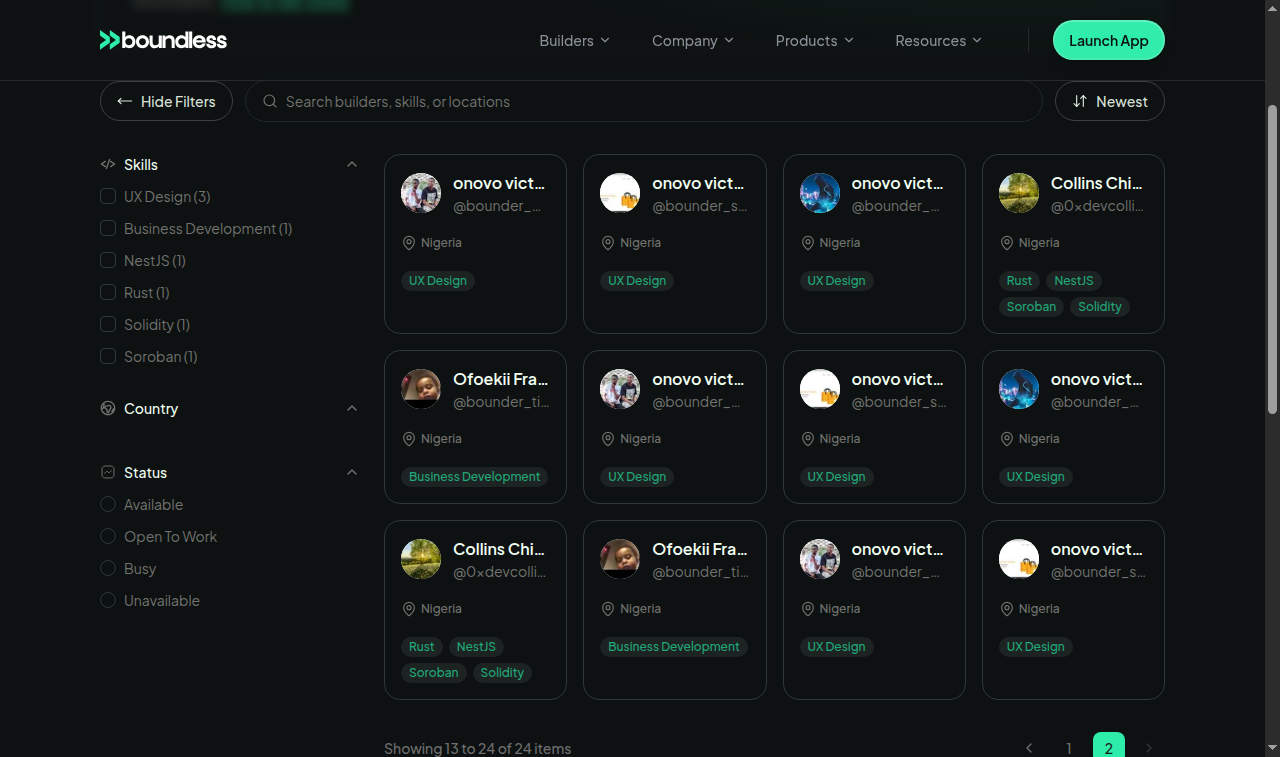 boundless
Builders
Company
Products
Resources
Launch App
Hide Filters
Search builders, skills, or locations
Newest
Skills
UX Design (3)
Business Development (1)
NestJS (1)
Rust (1)
Solidity (1)
Soroban (1)
Country
Status
Available
Open To Work
Busy
Unavailable
onovo vict...
@bounder_...
Nigeria
UX Design
onovo vict...
@bounder_s...
Nigeria
UX Design
onovo vict...
@bounder_...
Nigeria
UX Design
Collins Chi...
@0xdevcolli...
Nigeria
Rust NestJS
Soroban Solidity
Ofoekii Fra...
@bounder_ti...
Nigeria
Business Development
onovo vict...
@bounder_...
Nigeria
UX Design
onovo vict...
@bounder_s...
Nigeria
UX Design
onovo vict...
@bounder_...
Nigeria
UX Design
Collins Chi...
@0xdevcolli...
Nigeria
Rust NestJS
Soroban Solidity
Ofoekii Fra...
@bounder_ti...
Nigeria
Business Development
onovo vict...
@bounder_...
Nigeria
UX Design
onovo vict...
@bounder_s...
Nigeria
UX Design
Showing 13 to 24 of 24 items
1
2